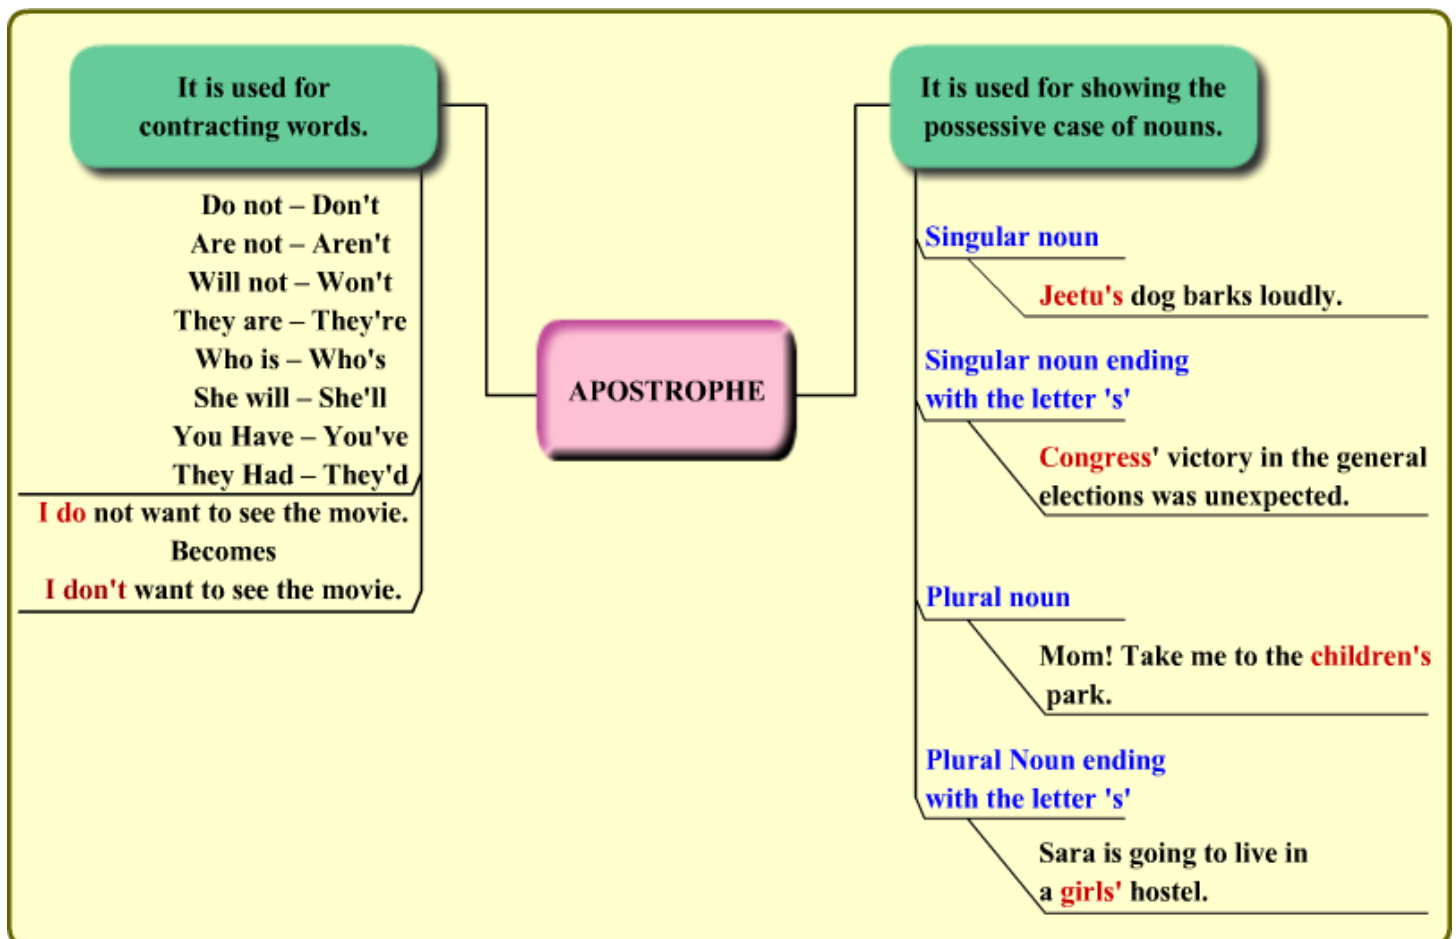 It is used for
contracting words.
Do not – Don't
Are not – Aren't
Will not – Won't
They are – They're
Who is – Who's
She will – She'll
You Have – You've
They Had – They'd
I do not want to see the movie.
Becomes
I don't want to see the movie.
APOSTROPHE
It is used for showing the
possessive case of nouns.
Singular noun
Jeetu's dog barks loudly.
Singular noun ending
with the letter 's'
Congress' victory in the general
elections was unexpected.
Plural noun
Mom! Take me to the children's
park.
Plural Noun ending
with the letter 's'
Sara is going to live in
a girls' hostel.